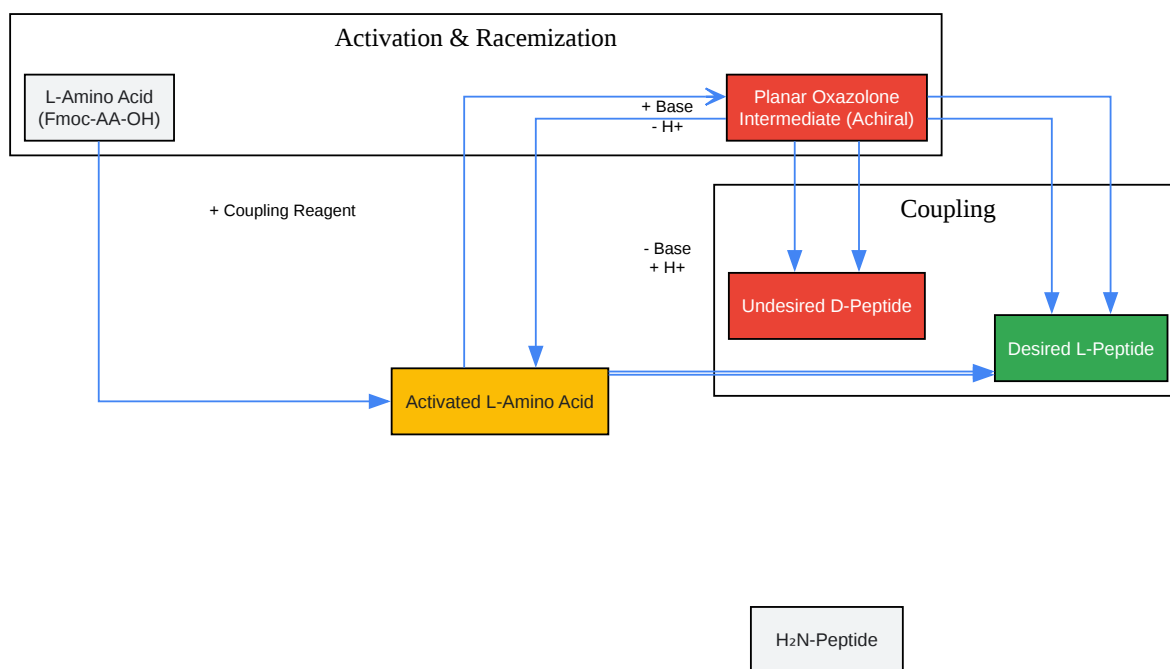 Activation & Racemization
L-Amino Acid
(Fmoc-AA-OH)
+ Base
- H+
Planar Oxazolone
Intermediate (Achiral)
+ Coupling Reagent
Coupling
- Base
+ H+
Undesired D-Peptide
Desired L-Peptide
Activated L-Amino Acid
H₂N-Peptide